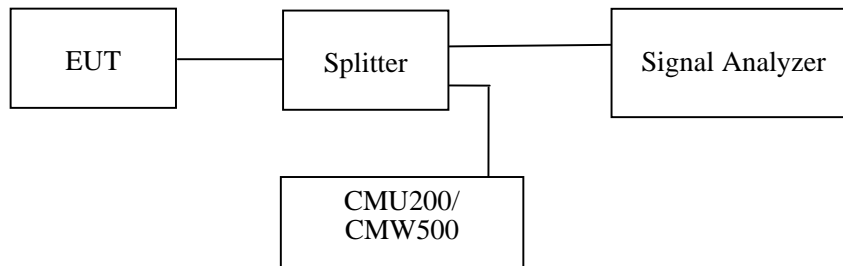 EUT
Splitter
Signal Analyzer
CMU200/
CMW500